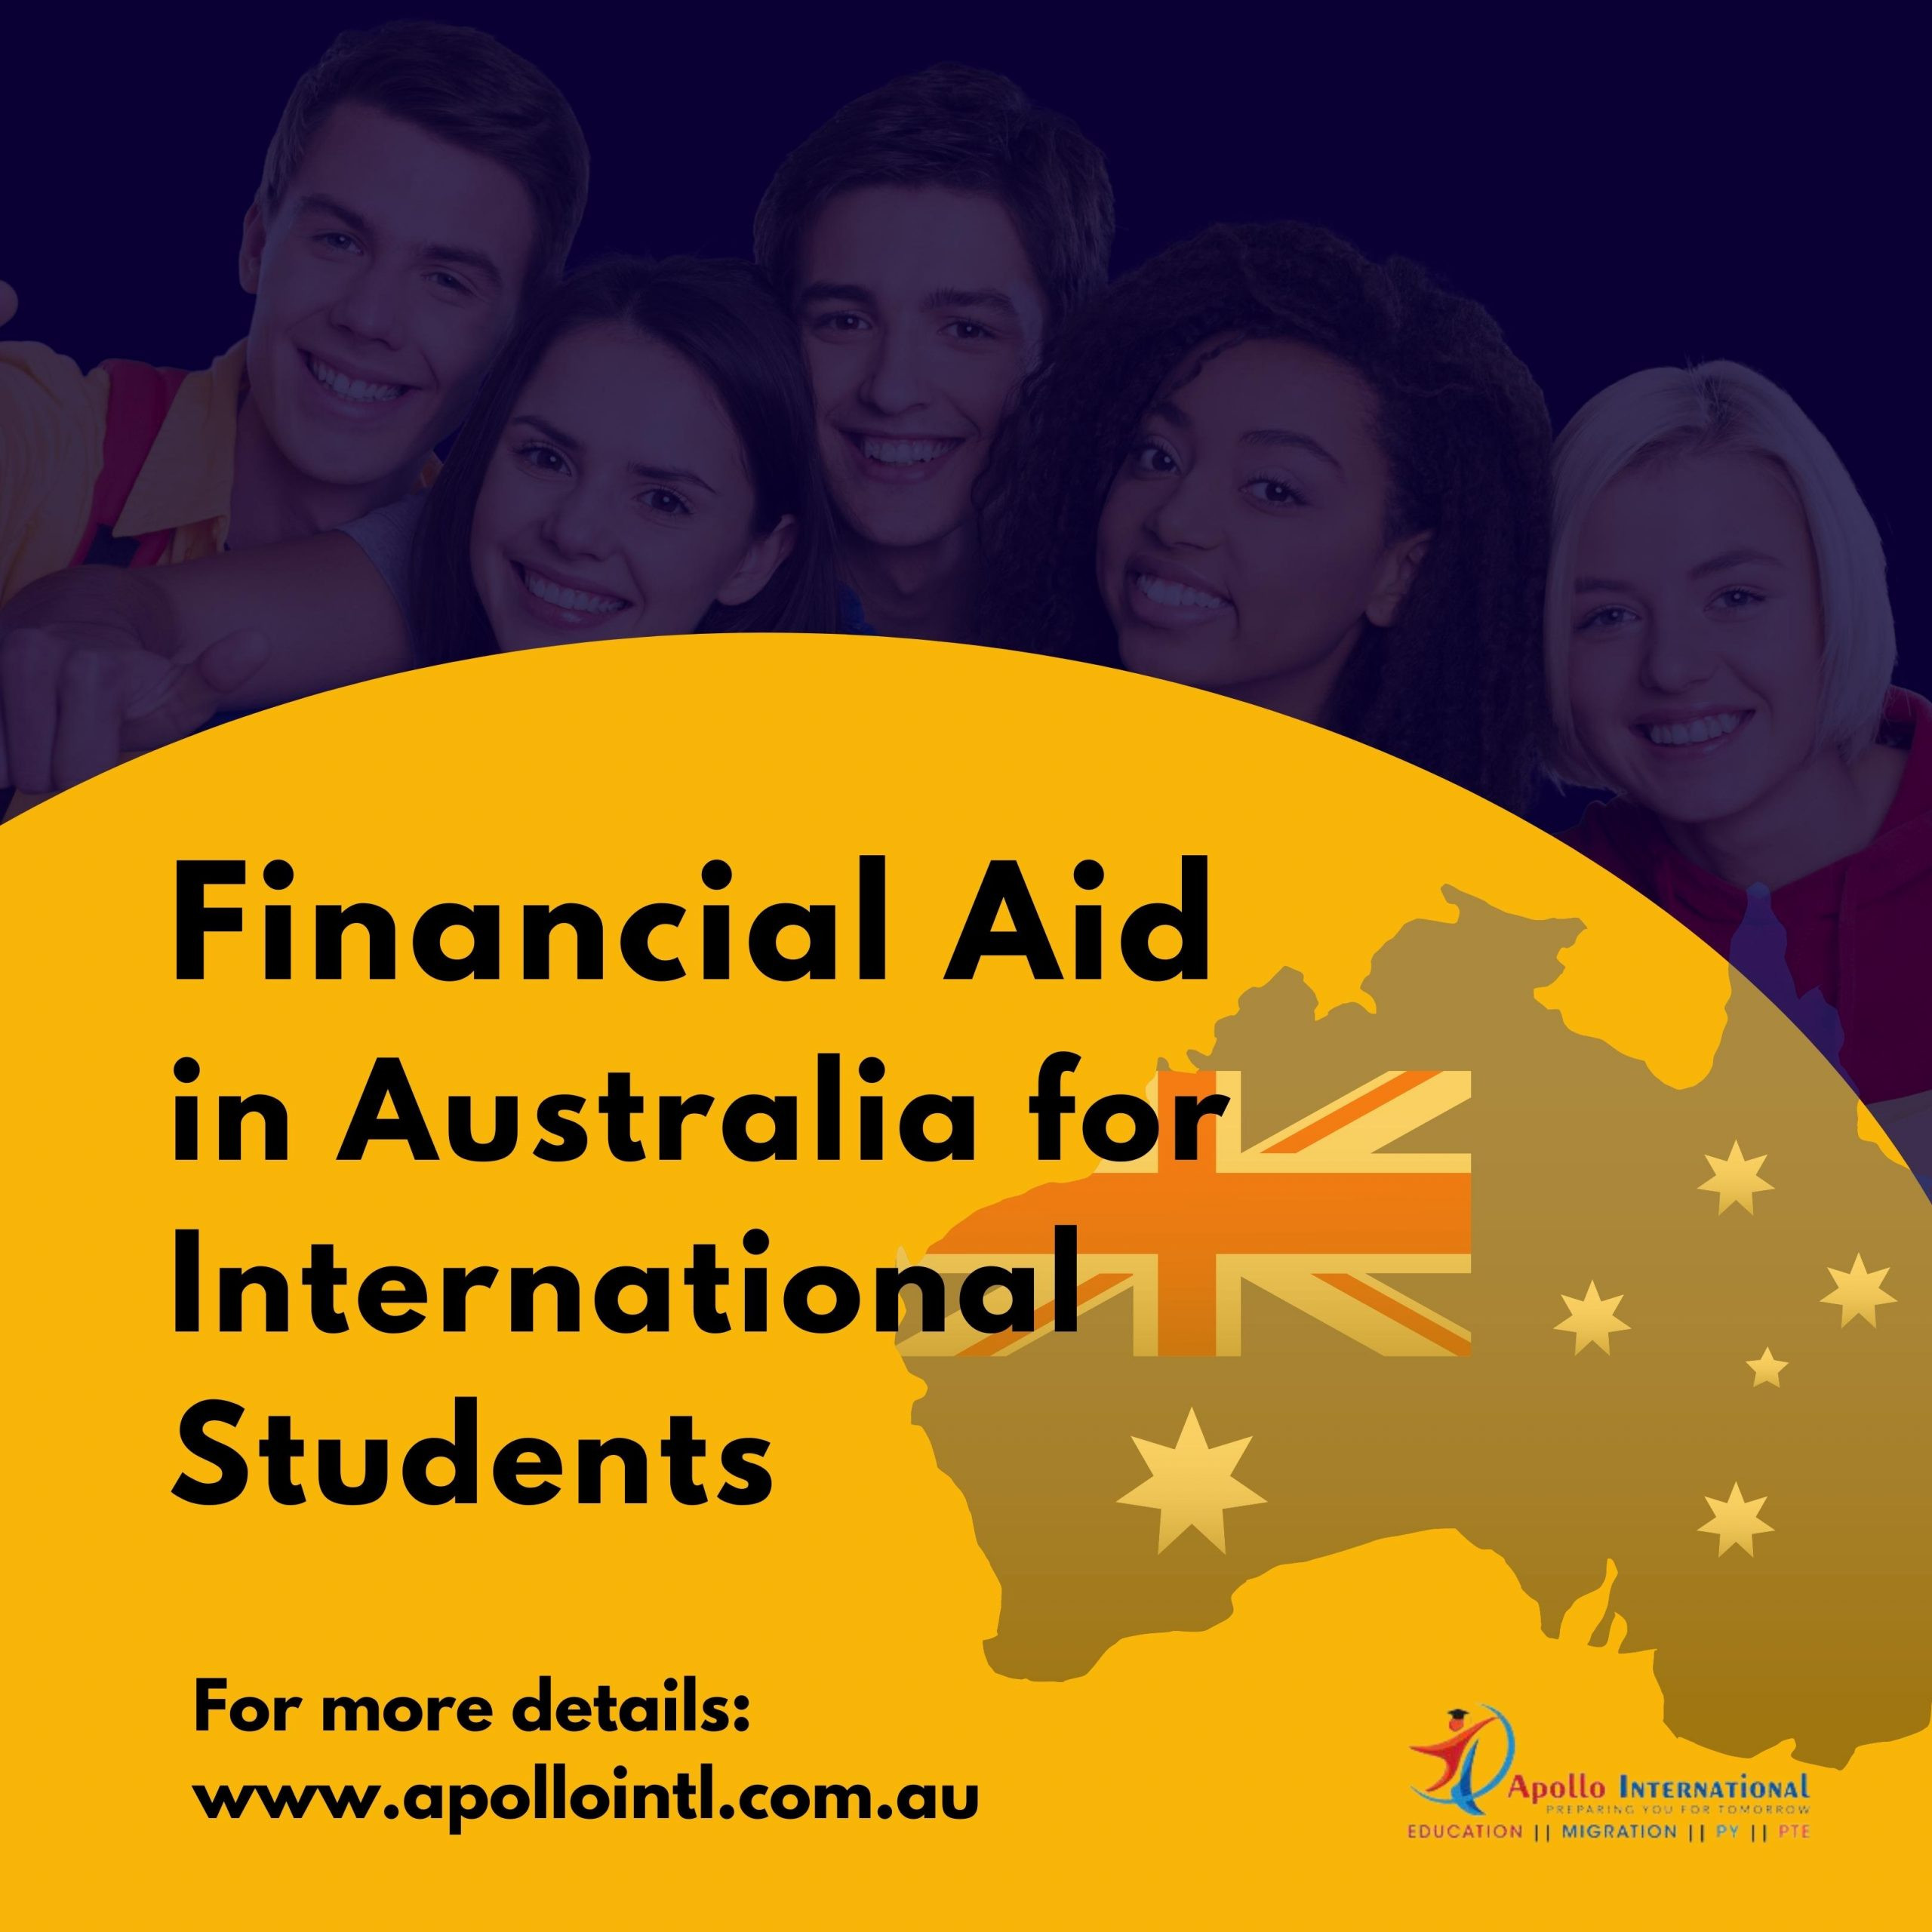 Financial Aid
in Australia for
International
Students
For more details:
www.apollointl.com.au
Apollo International
PREPARING YOU FOR TOMORROW
EDUCATION || MIGRATION || PY || PTE